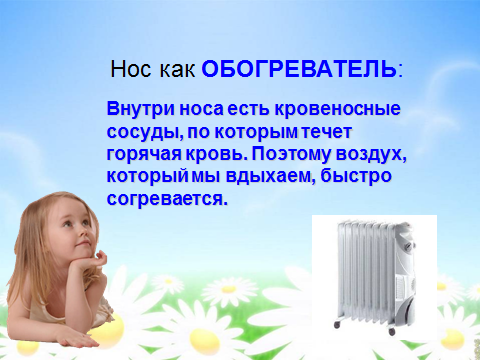 Нос как ОБОГРЕВАТЕЛЬ:
Внутри носа есть кровеносные
сосуды, по которым течет
горячая кровь. Поэтому воздух,
который мы вдыхаем, быстро
согревается.